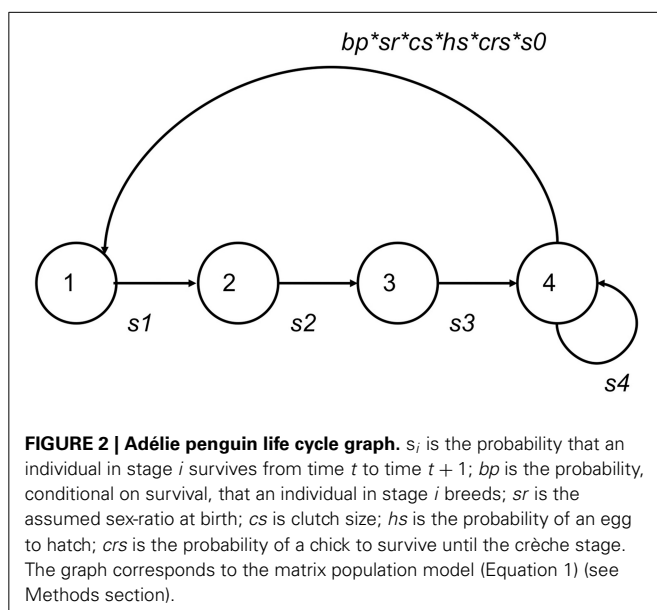 bp*sr*cs*hs*crs*s0
1 2 3 4
s1 s2 s3
s4
FIGURE 2 | Adélie penguin life cycle graph. si is the probability that an
individual in stage i survives from time t to time t + 1; bp is the probability,
conditional on survival, that an individual in stage i breeds; sr is the
assumed sex-ratio at birth; cs is clutch size; hs is the probability of an egg
to hatch; crs is the probability of a chick to survive until the crèche stage.
The graph corresponds to the matrix population model (Equation 1) (see
Methods section).